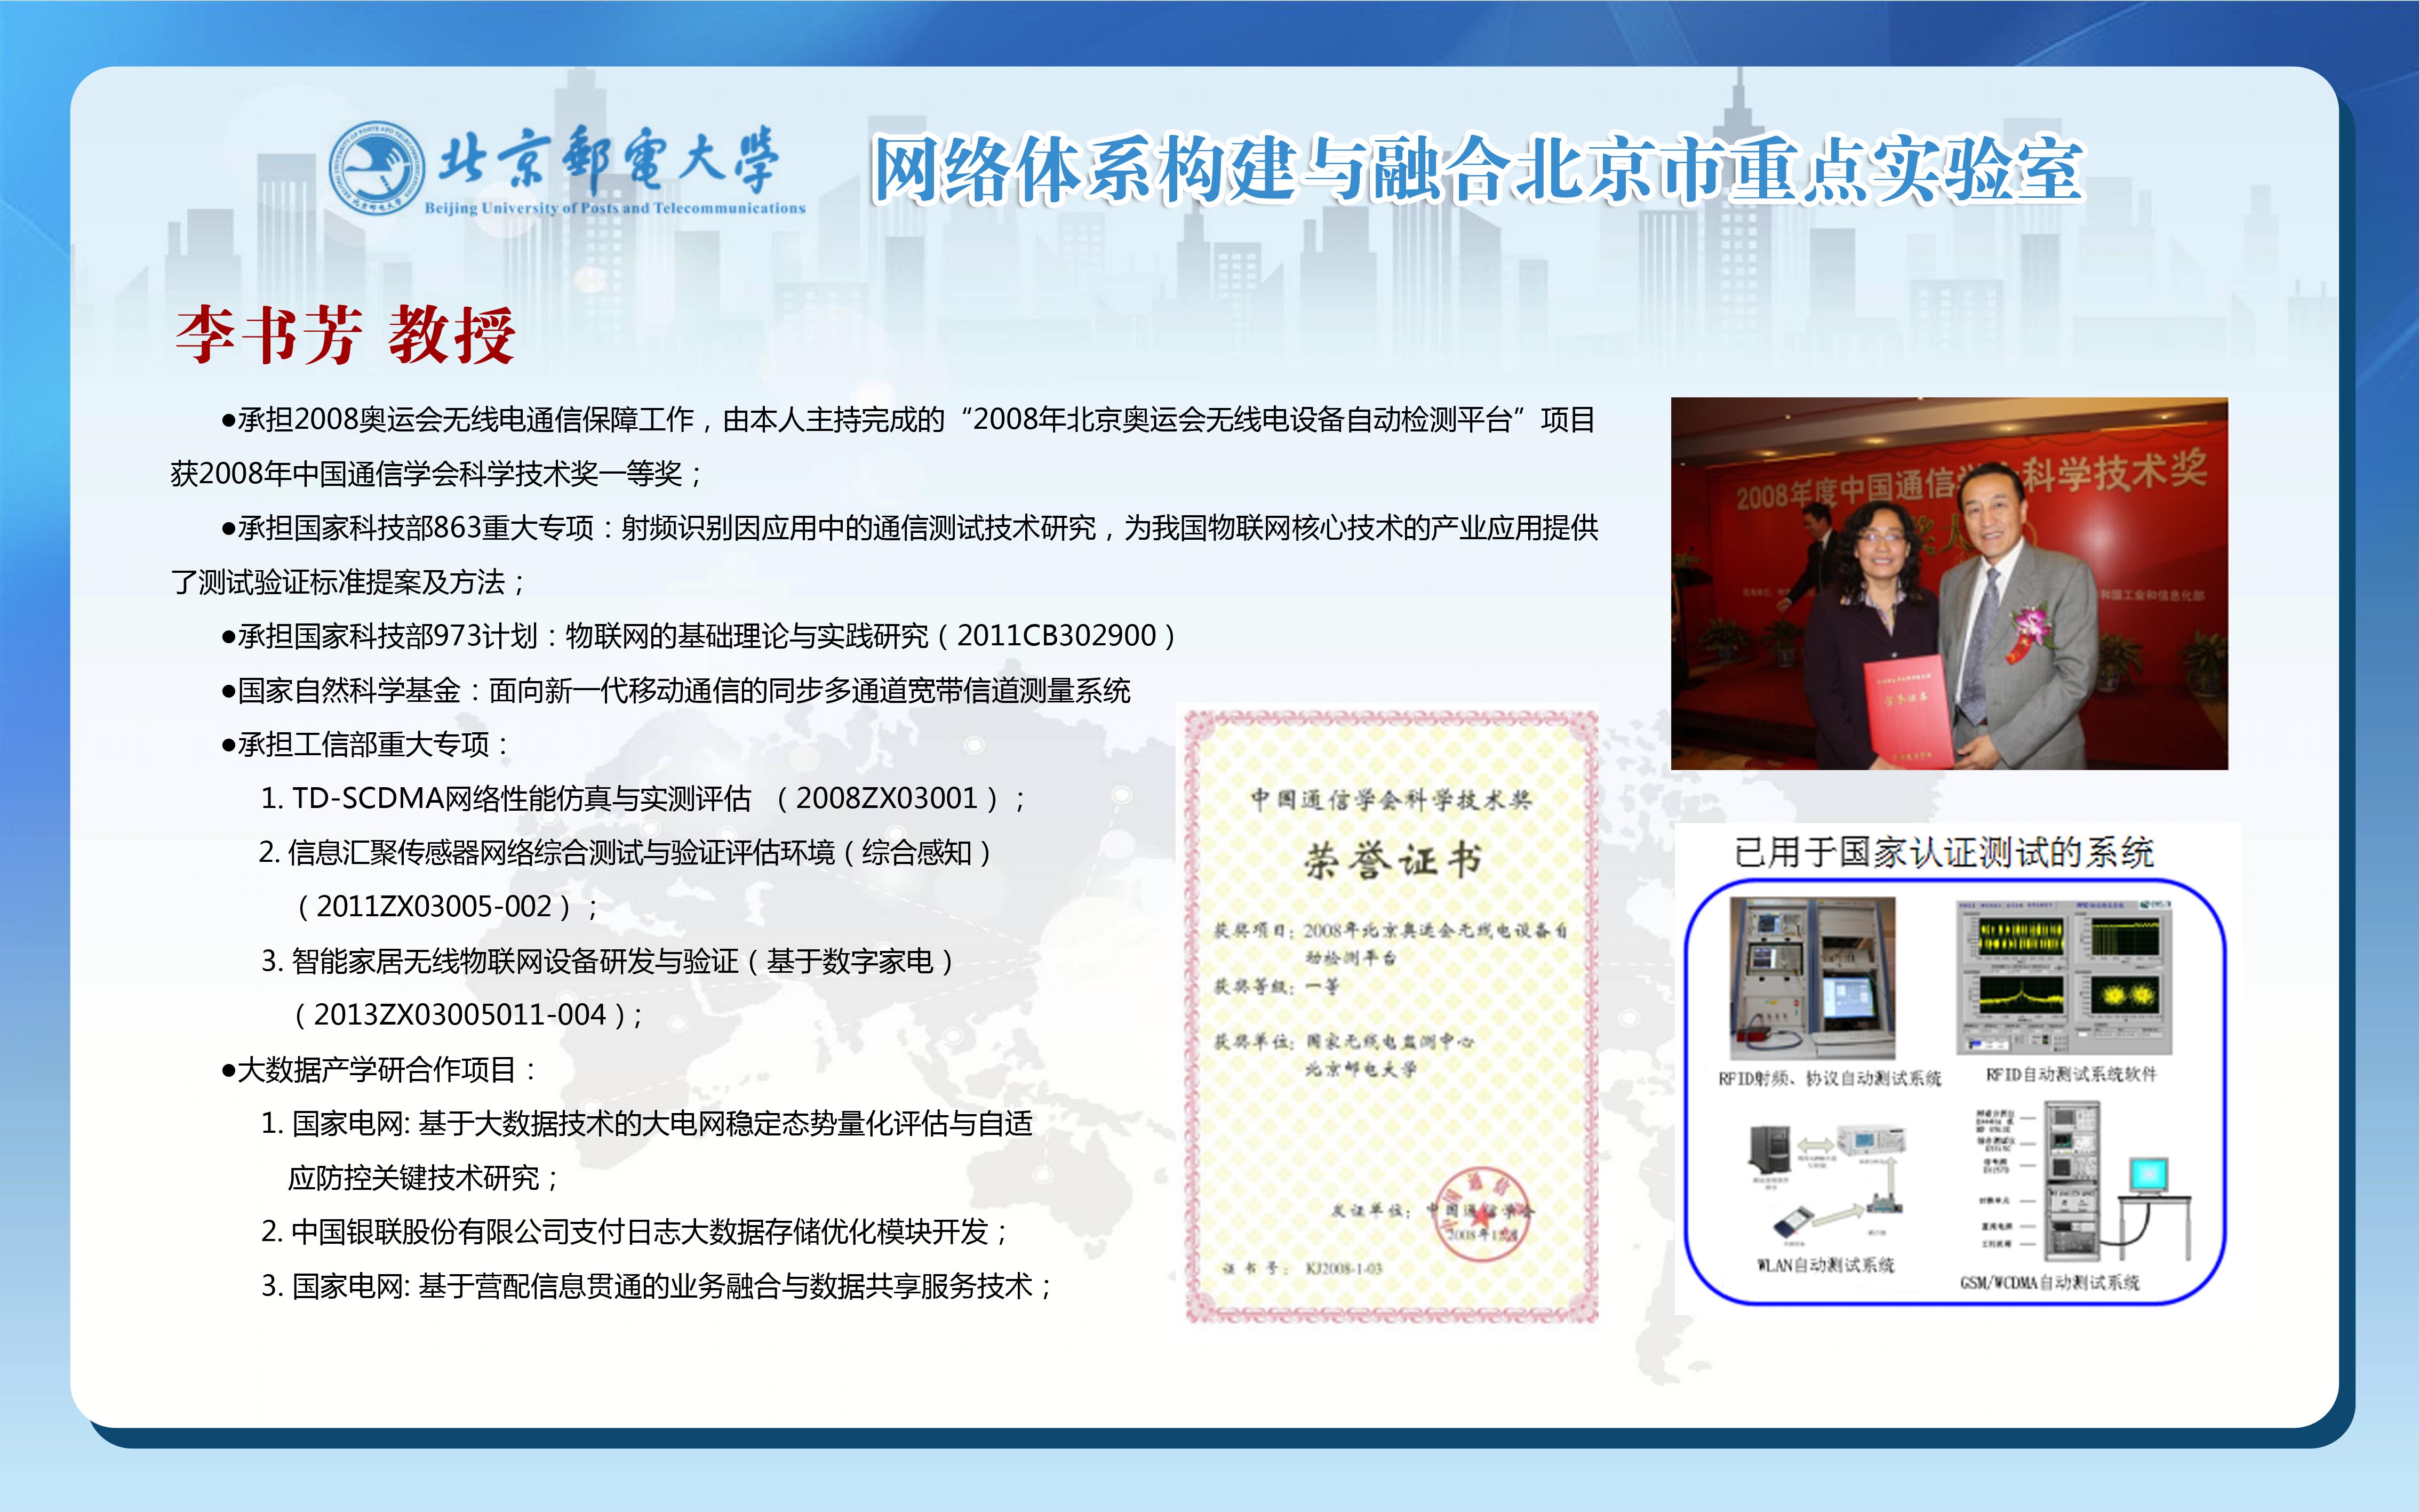 北京郵電大学
Beijing University of Posts and Telecommunications
网络体系构建与融合北京市重点实验室
李书芳 教授
●承担2008奥运会无线电通信保障工作，由本人主持完成的“2008年北京奥运会无线电设备自动检测平台”项目
获2008年中国通信学会科学技术奖一等奖；
●承担国家科技部863重大专项：射频识别因应用中的通信测试技术研究，为我国物联网核心技术的产业应用提供
了测试验证标准提案及方法；
●承担国家科技部973计划：物联网的基础理论与实践研究（2011CB302900）
●国家自然科学基金：面向新一代移动通信的同步多通道宽带信道测量系统
●承担工信部重大专项：
1. TD-SCDMA网络性能仿真与实测评估 （2008ZX03001）；
2. 信息汇聚传感器网络综合测试与验证评估环境（综合感知）
（2011ZX03005-002）；
3. 智能家居无线物联网设备研发与验证（基于数字家电）
（2013ZX03005011-004）；
●大数据产学研合作项目：
1. 国家电网: 基于大数据技术的大电网稳定态势量化评估与自适
应防控关键技术研究；
2. 中国银联股份有限公司支付日志大数据存储优化模块开发；
3. 国家电网: 基于营配信息贯通的业务融合与数据共享服务技术；
中国通信学会科学技术奖
荣誉证书
获奖项目：2008年北京奥运会无线电设备自
动检测平台
获奖等级：一等
获奖单位：国家无线电监测中心
北京邮电大学
发证单位：中国通信学会
证书号：KJ2008-1-03
2008年度中国通信学会科学技术奖
和国工业和信息化部
已用于国家认证测试的系统
RFID射频、协议自动测试系统
RFID自动测试系统软件
WLAN自动测试系统
GSM/WCDMA自动测试系统